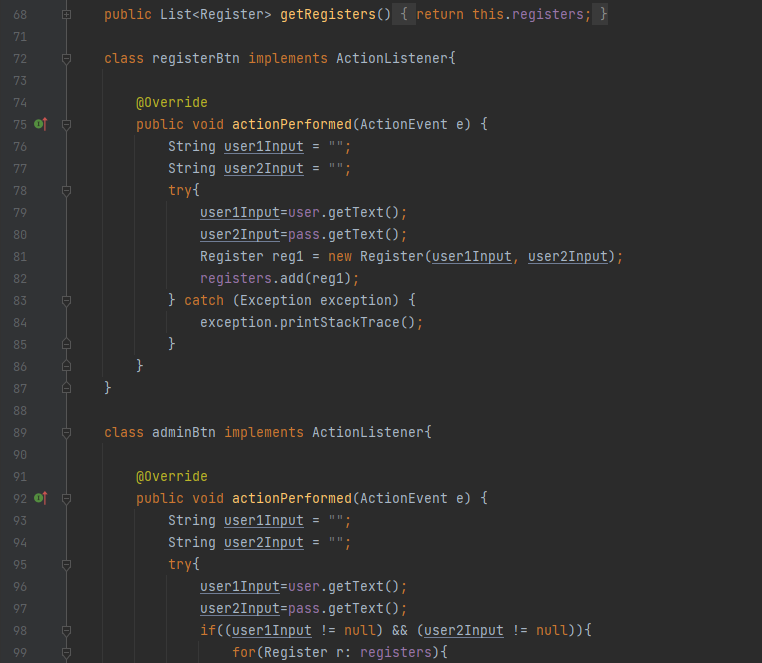 68 public List<Register> getRegisters() { return this.registers; }
71
72 class registerBtn implements ActionListener{
73
74 @Override
75 public void actionPerformed(ActionEvent e) {
76 String user1Input = "";
77 String user2Input = "";
78 try{
79 user1Input=user.getText();
80 user2Input=pass.getText();
81 Register reg1 = new Register(user1Input, user2Input);
82 registers.add(reg1);
83 } catch (Exception exception) {
84 exception.printStackTrace();
85 }
86 }
87 }
88
89 class adminBtn implements ActionListener{
90
91 @Override
92 public void actionPerformed(ActionEvent e) {
93 String user1Input = "";
94 String user2Input = "";
95 try{
96 user1Input=user.getText();
97 user2Input=pass.getText();
98 if((user1Input != null) && (user2Input != null)){
99 for(Register r: registers){